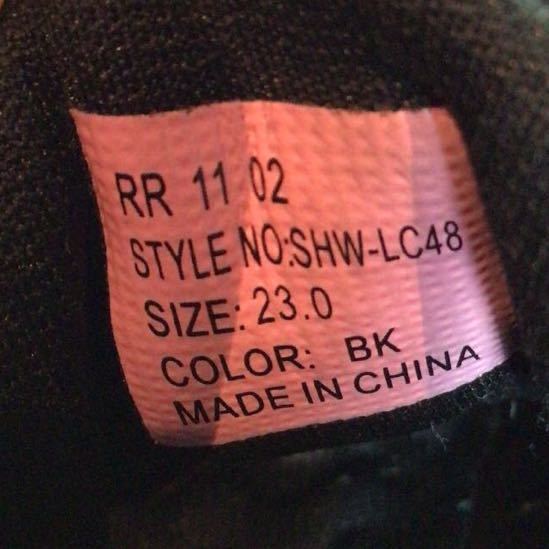 RR 11 02
STYLE NO:SHW-LC48
SIZE: 23.0
COLOR: BK
MADE IN CHINA